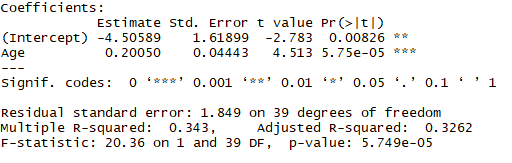 Coefficients:
            Estimate Std. Error t value Pr(>|t|)
(Intercept) -4.50589    1.61899  -2.783  0.00826 **
Age          0.20050    0.04443   4.513 5.75e-05 ***
---
Signif. codes:  0 ‘***’ 0.001 ‘**’ 0.01 ‘*’ 0.05 ‘.’ 0.1 ‘ ’ 1
Residual standard error: 1.849 on 39 degrees of freedom
Multiple R-squared:  0.343,	Adjusted R-squared:  0.3262
F-statistic: 20.36 on 1 and 39 DF,  p-value: 5.749e-05